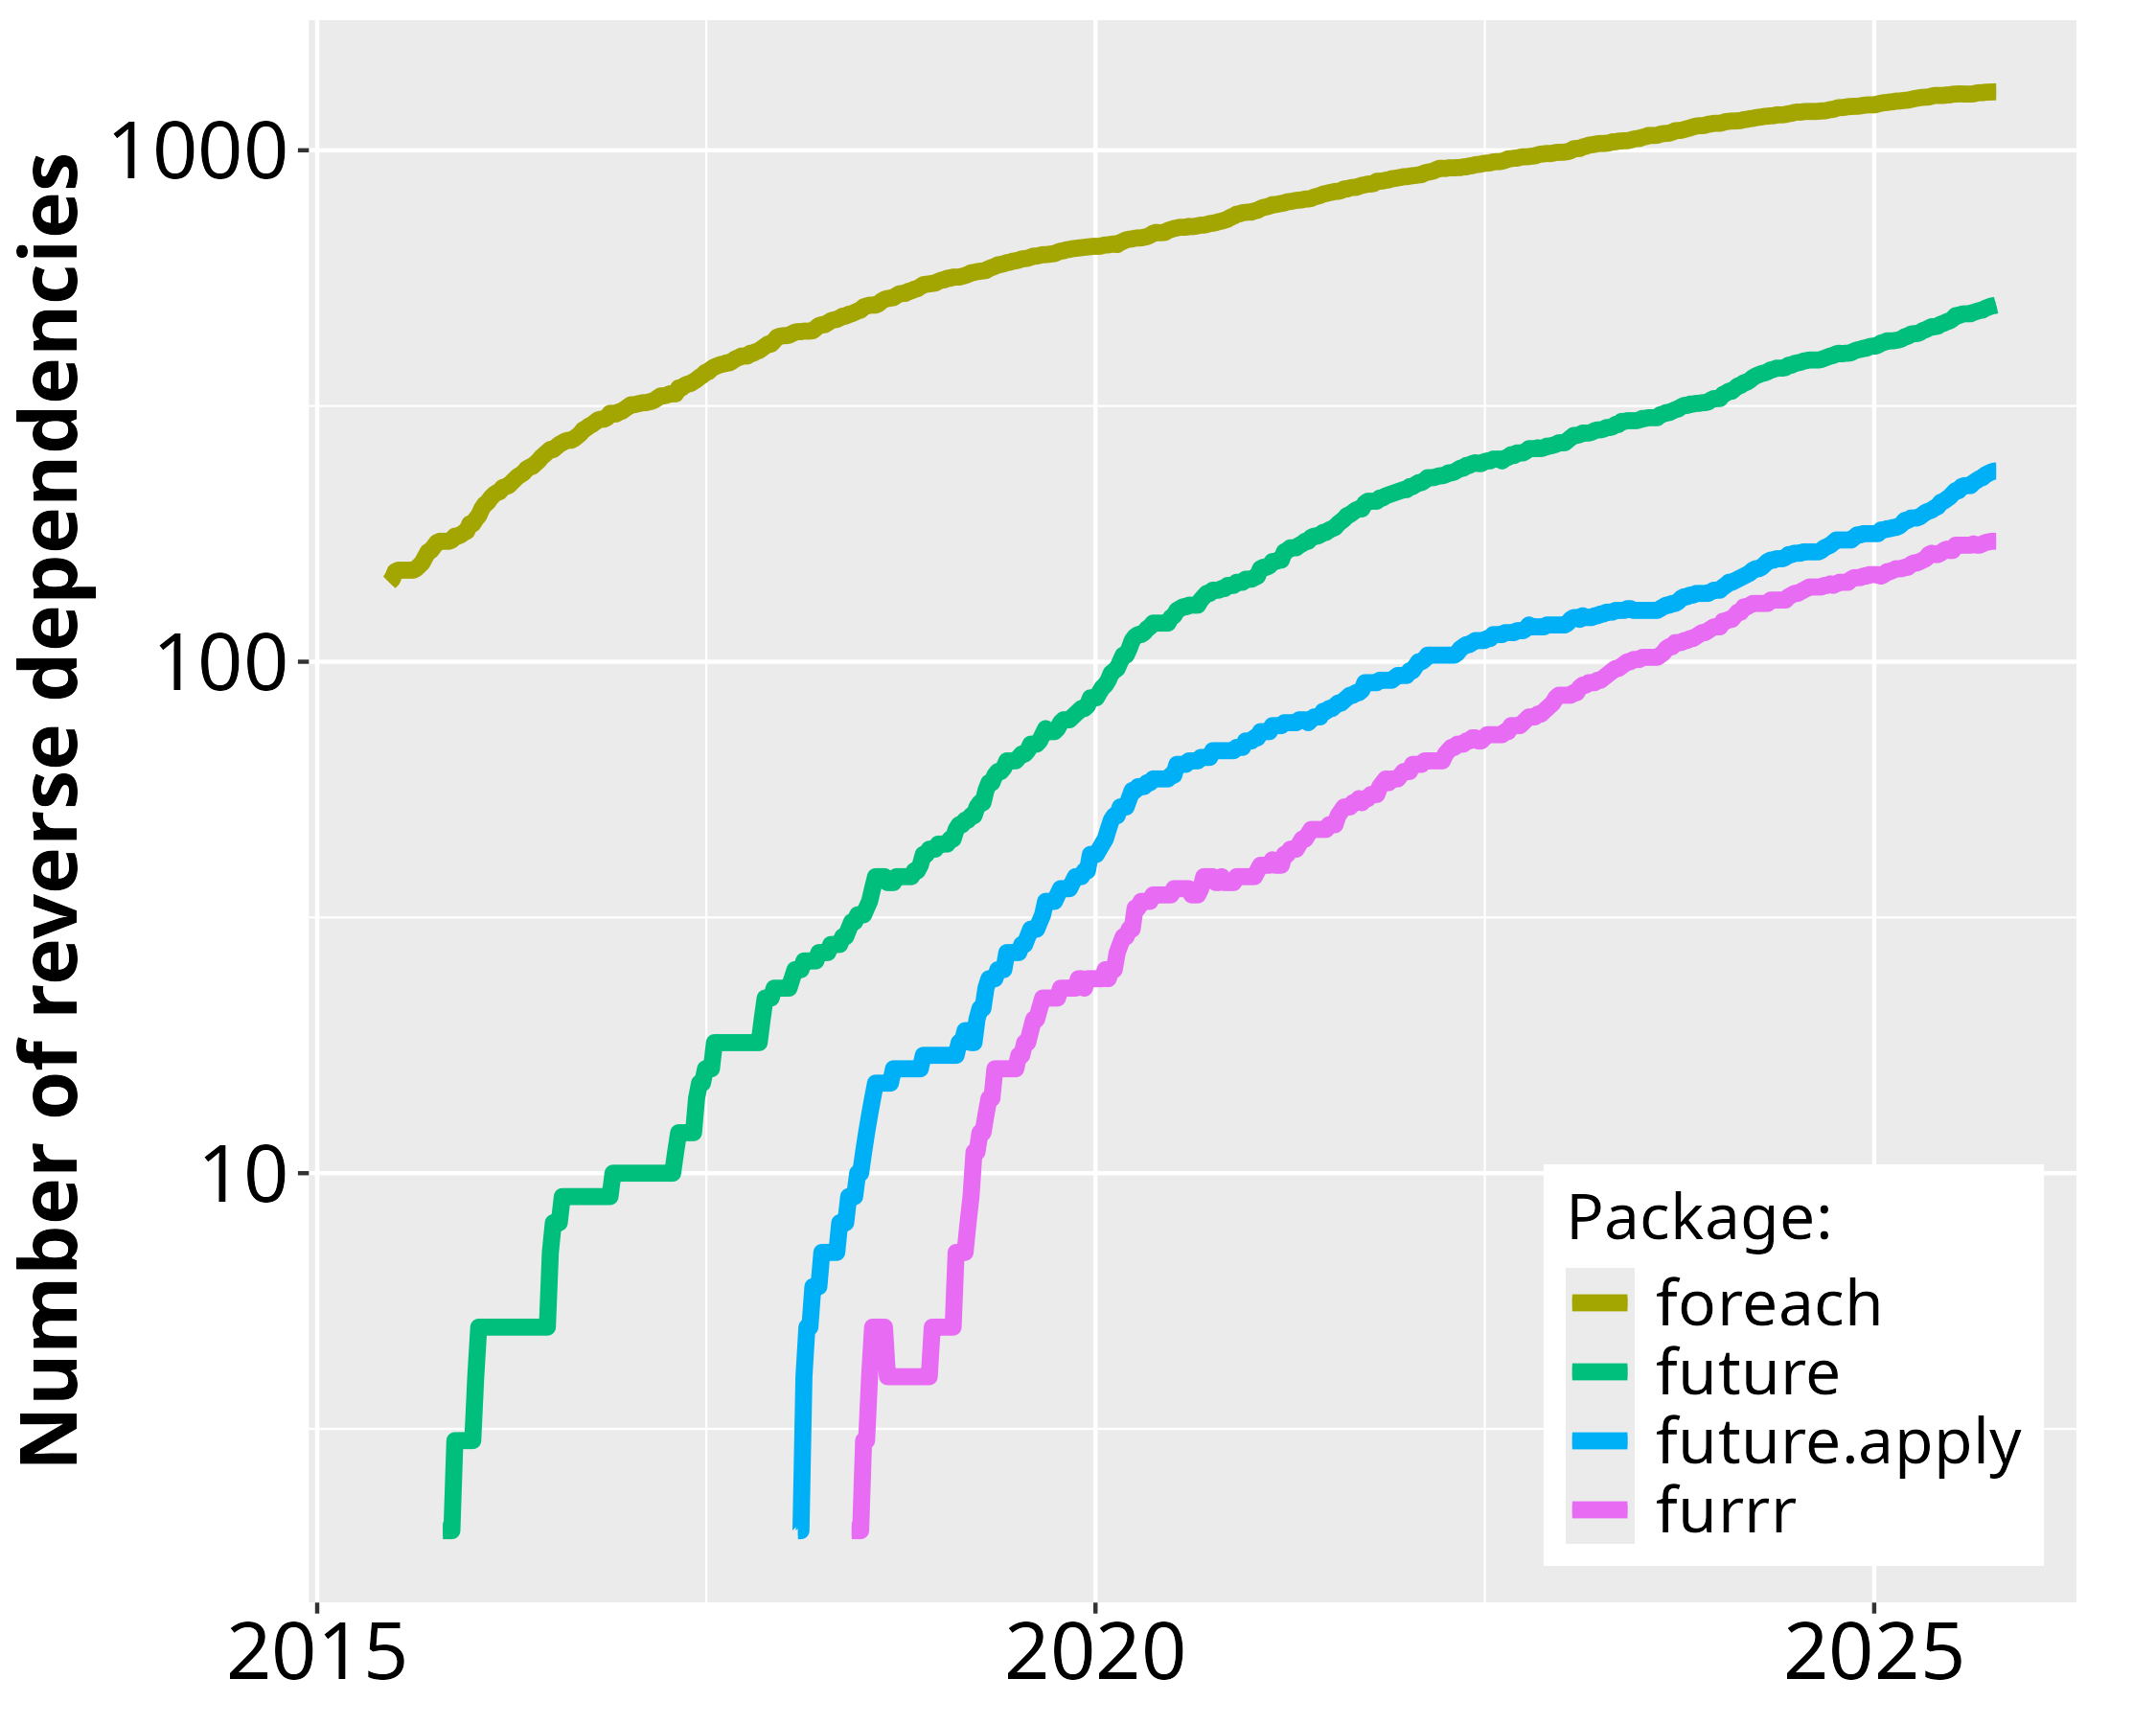 Number of reverse dependencies
1000
100
10
2015
2020
2025
Package:
foreach
future
future.apply
furrr